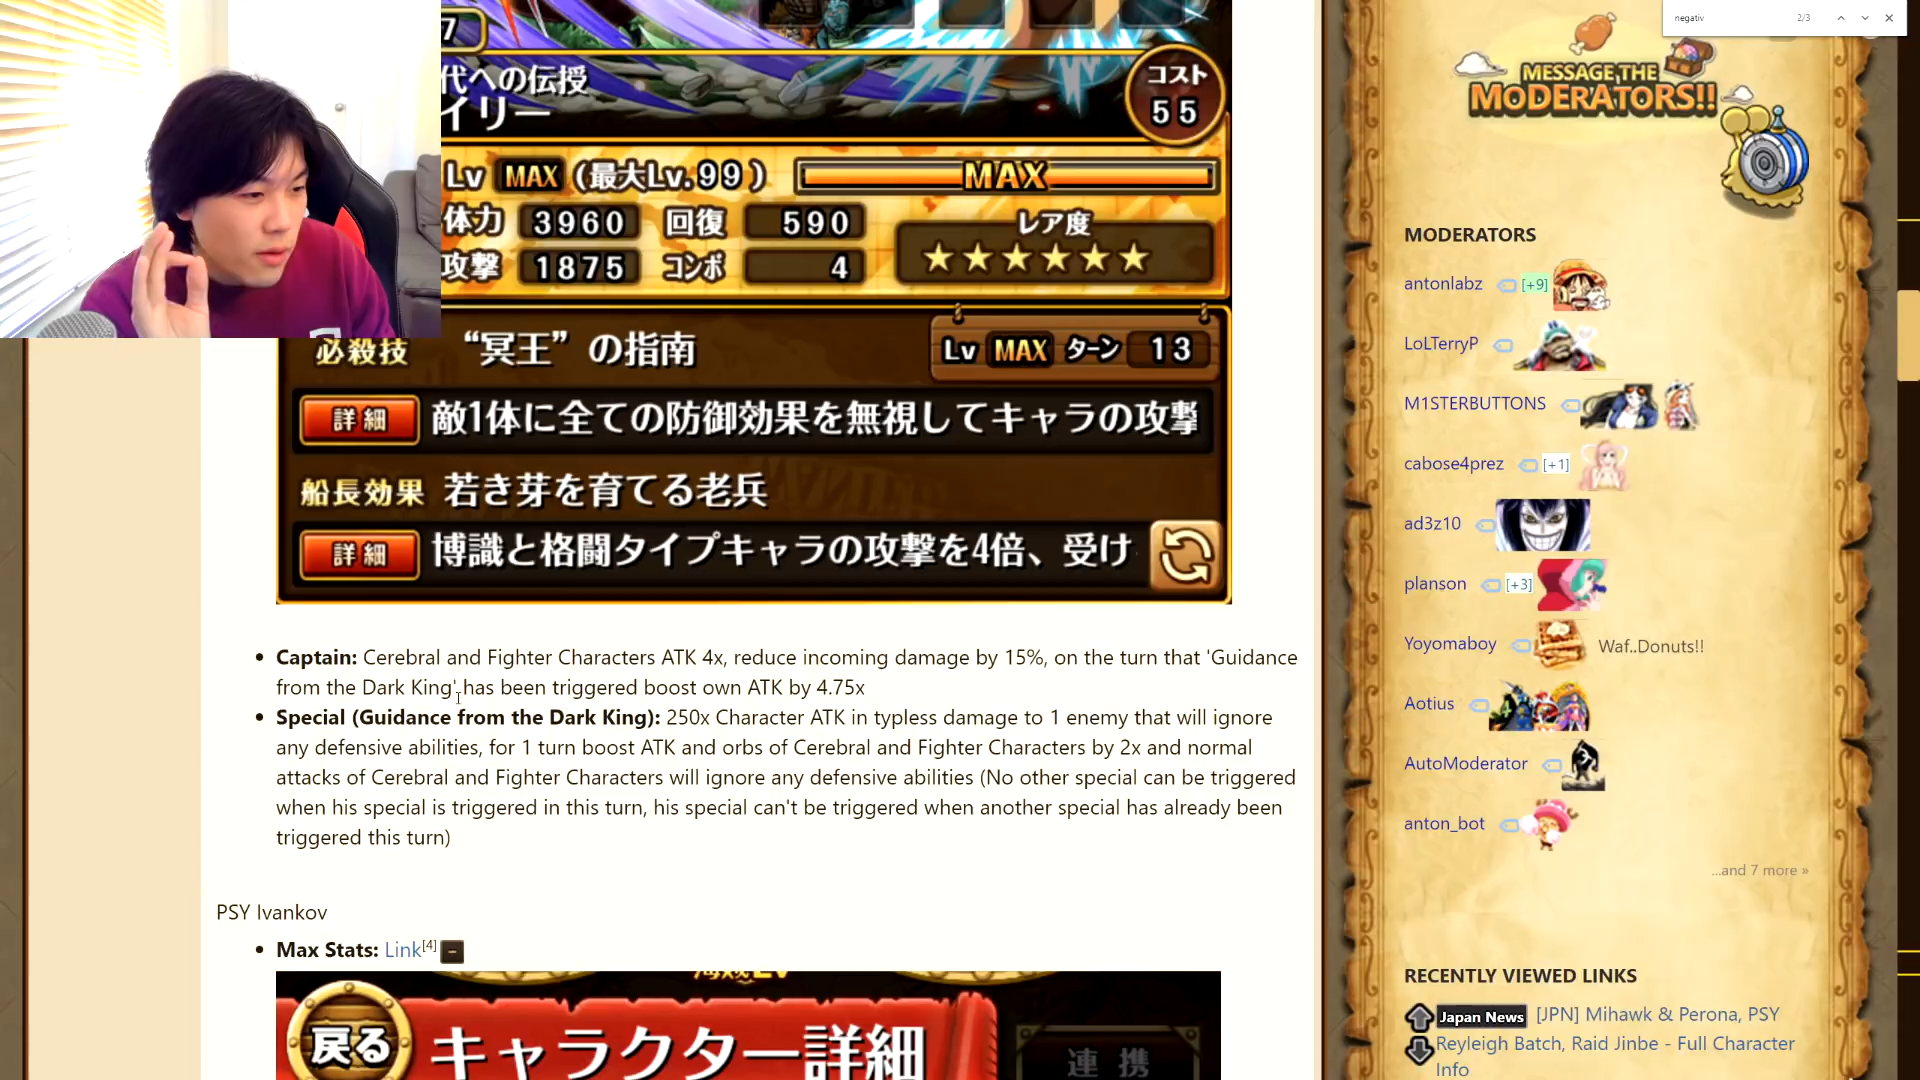 negativ 2/3
7
代への伝授
イリー
コスト
55
Lv MAX (最大Lv.99) MAX
体力 3960 回復 590 レア度
攻撃 1875 コンボ 4 ★★★★★★
必殺技 “冥王”の指南 Lv MAX ターン 13
詳細 敵1体に全ての防御効果を無視してキャラの攻撃
船長効果 若き芽を育てる老兵
詳細 博識と格闘タイプキャラの攻撃を4倍、受け
• Captain: Cerebral and Fighter Characters ATK 4x, reduce incoming damage by 15%, on the turn that 'Guidance
from the Dark King' has been triggered boost own ATK by 4.75x
• Special (Guidance from the Dark King): 250x Character ATK in typless damage to 1 enemy that will ignore
any defensive abilities, for 1 turn boost ATK and orbs of Cerebral and Fighter Characters by 2x and normal
attacks of Cerebral and Fighter Characters will ignore any defensive abilities (No other special can be triggered
when his special is triggered in this turn, his special can't be triggered when another special has already been
triggered this turn)
PSY Ivankov
• Max Stats: Link[4]
戻る キャラクター詳細 連携
MESSAGE THE
MODERATORS!!
MODERATORS
antonlabz [+9]
LoLTerryP
M1STERBUTTONS
cabose4prez [+1]
ad3z10
planson [+3]
Yoyomaboy Waf..Donuts!!
Aotius
AutoModerator
anton_bot
...and 7 more »
RECENTLY VIEWED LINKS
Japan News [JPN] Mihawk & Perona, PSY
Reyleigh Batch, Raid Jinbe - Full Character
Info